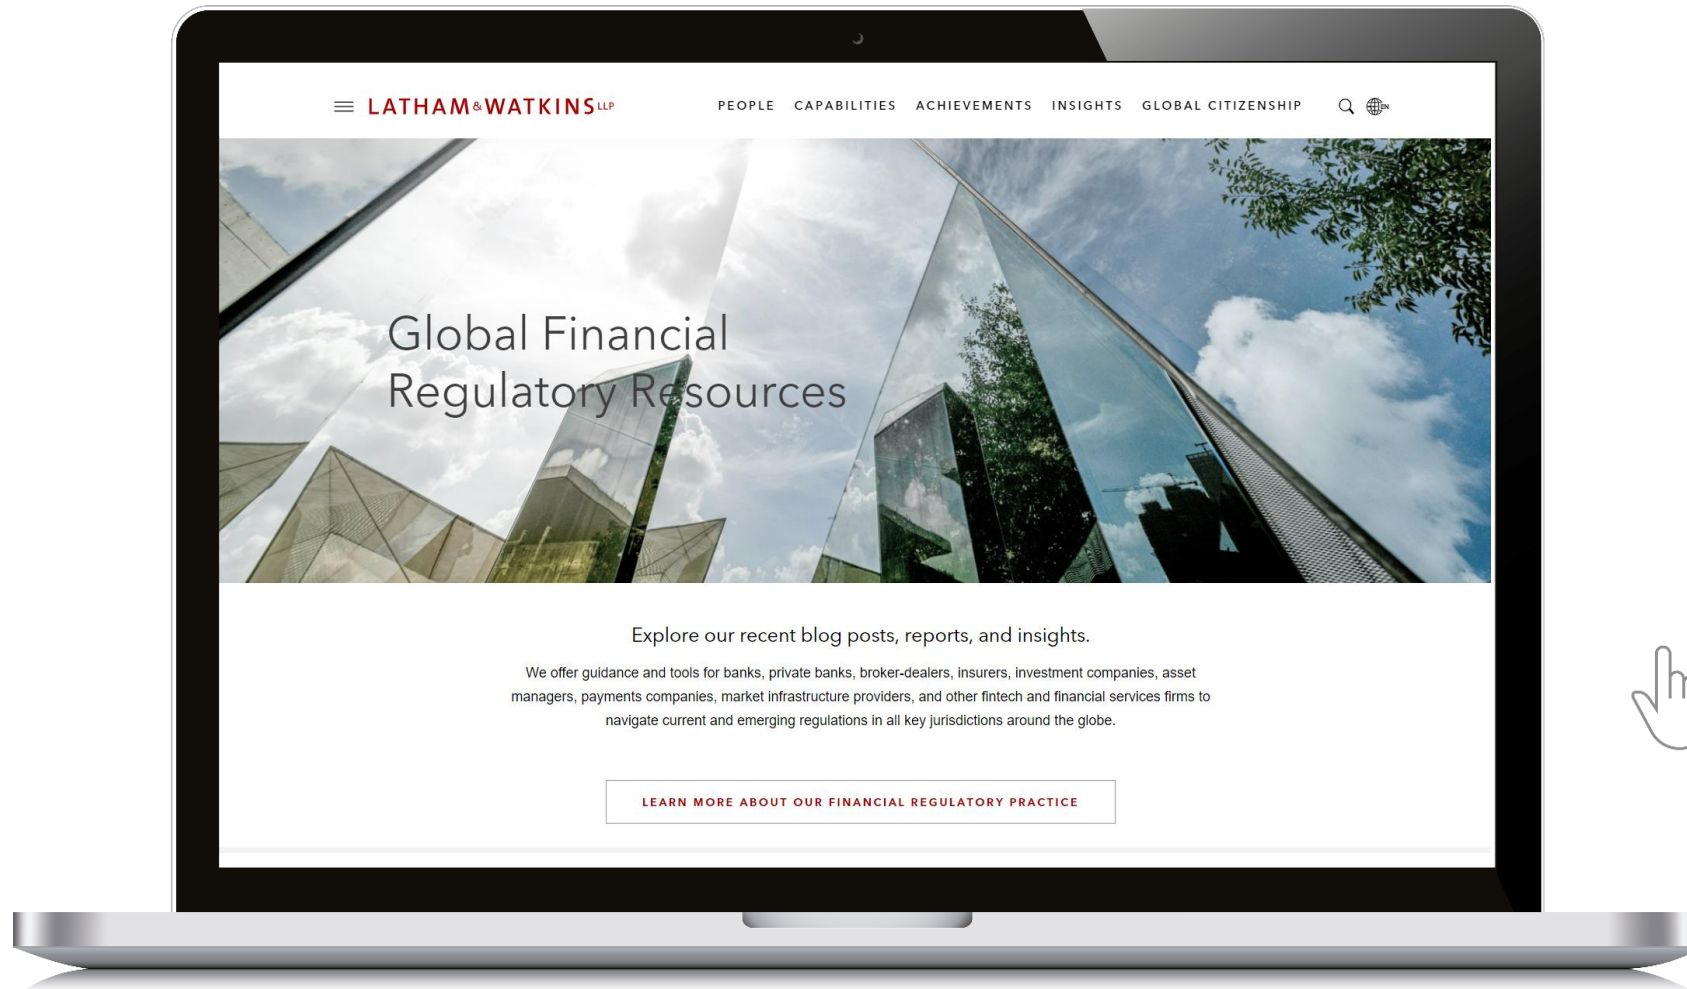 LATHAM&WATKINS LLP
PEOPLE CAPABILITIES ACHIEVEMENTS INSIGHTS GLOBAL CITIZENSHIP
EN
Global Financial
Regulatory Resources
Explore our recent blog posts, reports, and insights.
We offer guidance and tools for banks, private banks, broker-dealers, insurers, investment companies, asset
managers, payments companies, market infrastructure providers, and other fintech and financial services firms to
navigate current and emerging regulations in all key jurisdictions around the globe.
LEARN MORE ABOUT OUR FINANCIAL REGULATORY PRACTICE